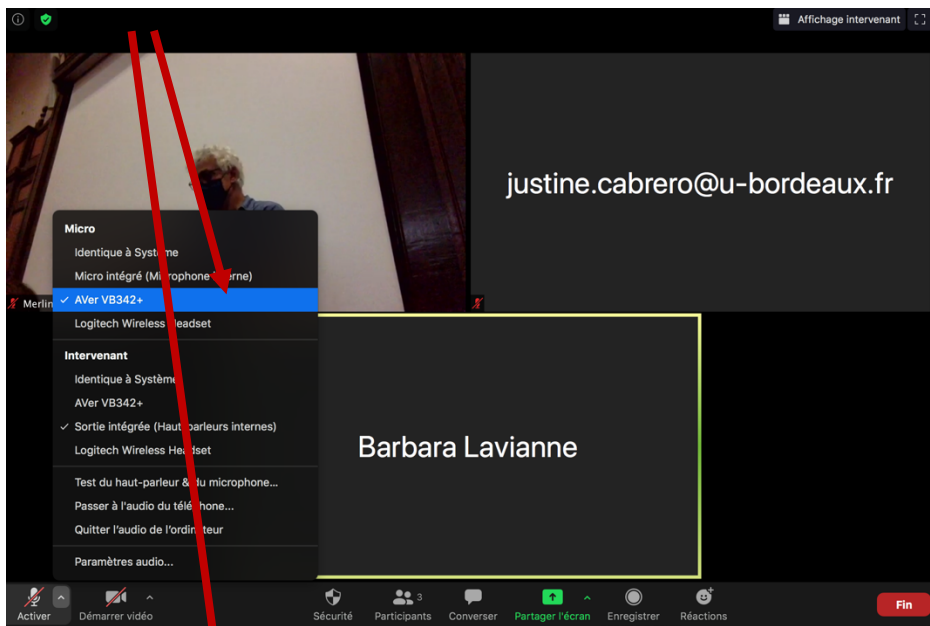 Affichage intervenant
justine.cabrero@u-bordeaux.fr
Merlin
Micro
Identique à Système
Micro intégré (Microphone interne)
AVer VB342+
Logitech Wireless Headset
Intervenant
Identique à Système
AVer VB342+
Sortie intégrée (Haut-parleurs internes)
Logitech Wireless Headset
Test du haut-parleur & du microphone...
Passer à l'audio du téléphone...
Quitter l'audio de l'ordinateur
Paramètres audio...
Barbara Lavianne
Activer
Démarrer vidéo
Sécurité
3
Participants
Converser
Partager l'écran
Enregistrer
Réactions
Fin